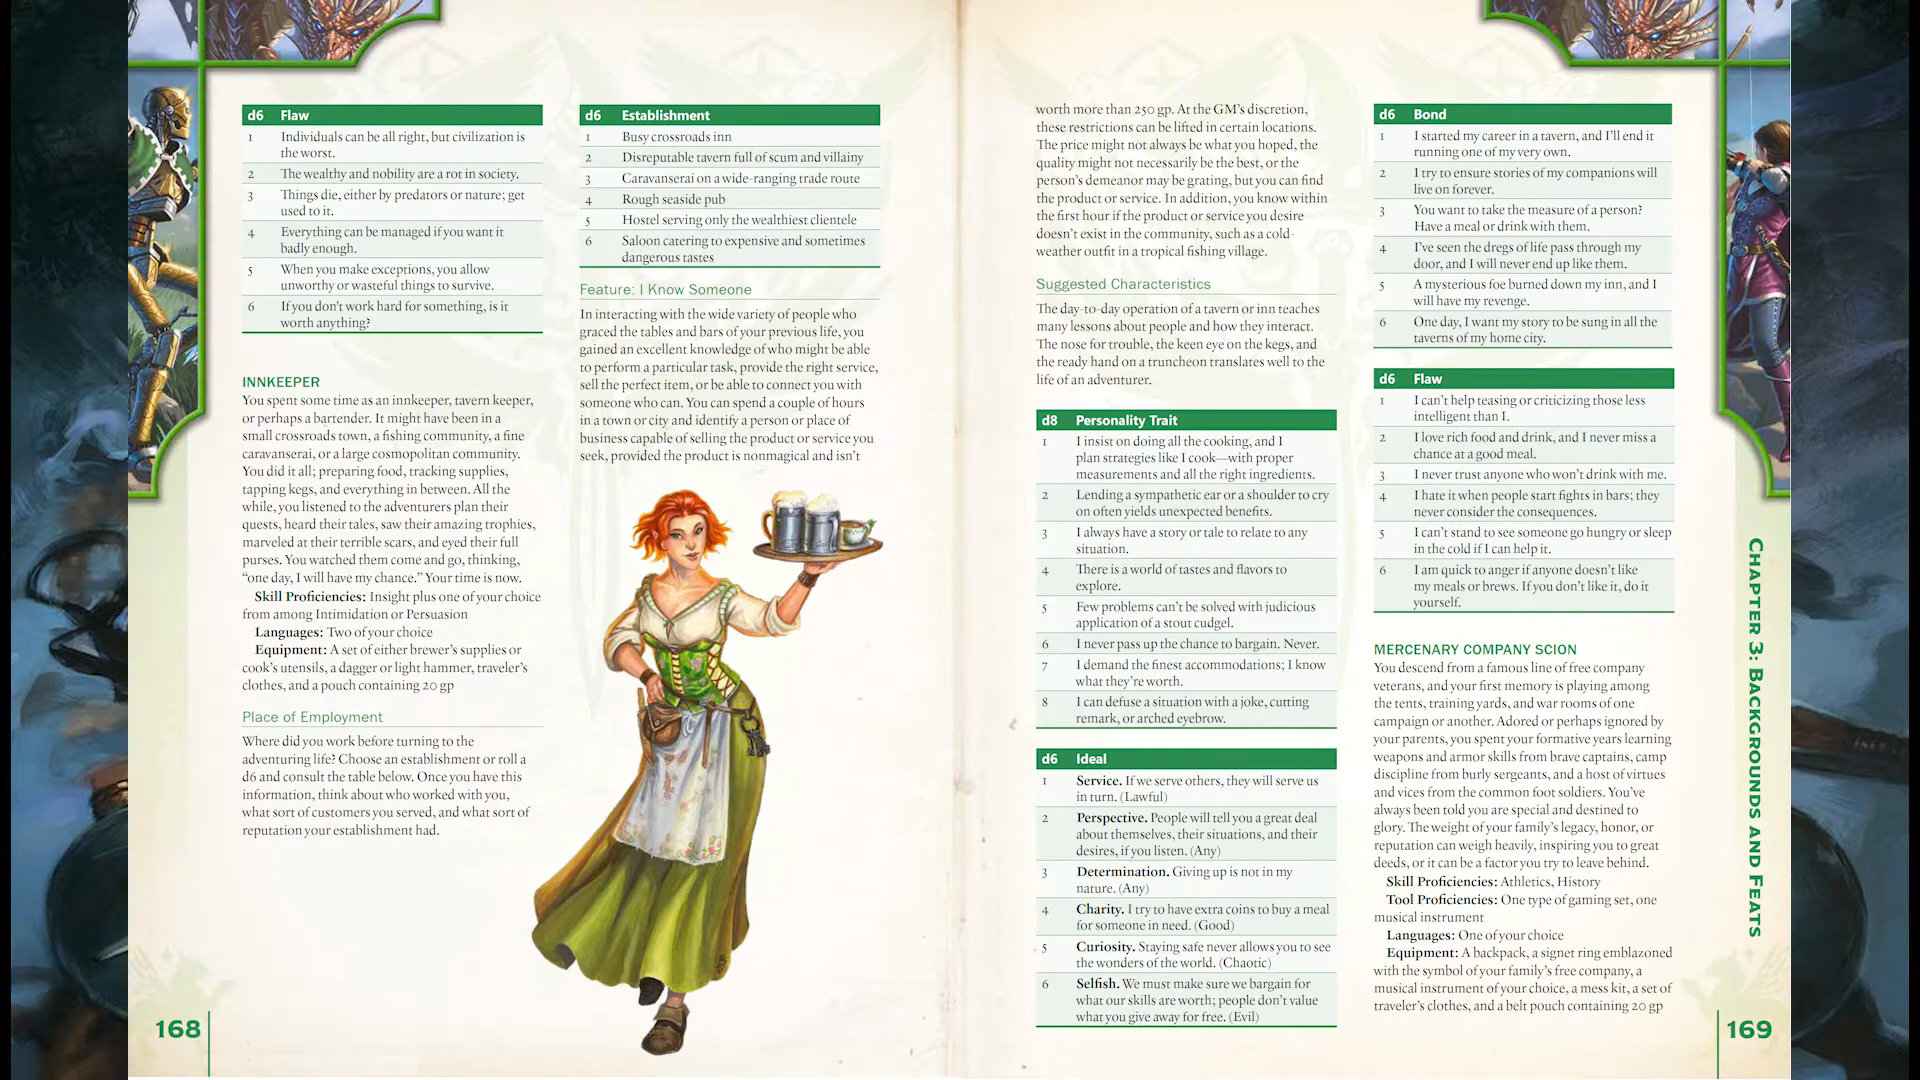 d6 Flaw
1 Individuals can be all right, but civilization is
the worst.
2 The wealthy and nobility are a rot in society.
3 Things die, either by predators or nature; get
used to it.
4 Everything can be managed if you want it
badly enough.
5 When you make exceptions, you allow
unworthy or wasteful things to survive.
6 If you don't work hard for something, is it
worth anything?
INNKEEPER
You spent some time as an innkeeper, tavern keeper,
or perhaps a bartender. It might have been in a
small crossroads town, a fishing community, a fine
caravanserai, or a large cosmopolitan community.
You did it all; preparing food, tracking supplies,
tapping kegs, and everything in between. All the
while, you listened to the adventurers plan their
quests, heard their tales, saw their amazing trophies,
marveled at their terrible scars, and eyed their full
purses. You watched them come and go, thinking,
“one day, I will have my chance.” Your time is now.
Skill Proficiencies: Insight plus one of your choice
from among Intimidation or Persuasion
Languages: Two of your choice
Equipment: A set of either brewer's supplies or
cook's utensils, a dagger or light hammer, traveler's
clothes, and a pouch containing 20 gp
Place of Employment
Where did you work before turning to the
adventuring life? Choose an establishment or roll a
d6 and consult the table below. Once you have this
information, think about who worked with you,
what sort of customers you served, and what sort of
reputation your establishment had.
168
d6 Establishment
1 Busy crossroads inn
2 Disreputable tavern full of scum and villainy
3 Caravanserai on a wide-ranging trade route
4 Rough seaside pub
5 Hostel serving only the wealthiest clientele
6 Saloon catering to expensive and sometimes
dangerous tastes
Feature: I Know Someone
In interacting with the wide variety of people who
graced the tables and bars of your previous life, you
gained an excellent knowledge of who might be able
to perform a particular task, provide the right service,
sell the perfect item, or be able to connect you with
someone who can. You can spend a couple of hours
in a town or city and identify a person or place of
business capable of selling the product or service you
seek, provided the product is nonmagical and isn't
worth more than 250 gp. At the GM's discretion,
these restrictions can be lifted in certain locations.
The price might not always be what you hoped, the
quality might not necessarily be the best, or the
person's demeanor may be grating, but you can find
the product or service. In addition, you know within
the first hour if the product or service you desire
doesn't exist in the community, such as a cold-
weather outfit in a tropical fishing village.
Suggested Characteristics
The day-to-day operation of a tavern or inn teaches
many lessons about people and how they interact.
The nose for trouble, the keen eye on the kegs, and
the ready hand on a truncheon translates well to the
life of an adventurer.
d8 Personality Trait
1 I insist on doing all the cooking, and I
plan strategies like I cook—with proper
measurements and all the right ingredients.
2 Lending a sympathetic ear or a shoulder to cry
on often yields unexpected benefits.
3 I always have a story or tale to relate to any
situation.
4 There is a world of tastes and flavors to
explore.
5 Few problems can't be solved with judicious
application of a stout cudgel.
6 I never pass up the chance to bargain. Never.
7 I demand the finest accommodations; I know
what they're worth.
8 I can defuse a situation with a joke, cutting
remark, or arched eyebrow.
d6 Ideal
1 Service. If we serve others, they will serve us
in turn. (Lawful)
2 Perspective. People will tell you a great deal
about themselves, their situations, and their
desires, if you listen. (Any)
3 Determination. Giving up is not in my
nature. (Any)
4 Charity. I try to have extra coins to buy a meal
for someone in need. (Good)
5 Curiosity. Staying safe never allows you to see
the wonders of the world. (Chaotic)
6 Selfish. We must make sure we bargain for
what our skills are worth; people don't value
what you give away for free. (Evil)
d6 Bond
1 I started my career in a tavern, and I'll end it
running one of my very own.
2 I try to ensure stories of my companions will
live on forever.
3 You want to take the measure of a person?
Have a meal or drink with them.
4 I've seen the dregs of life pass through my
door, and I will never end up like them.
5 A mysterious foe burned down my inn, and I
will have my revenge.
6 One day, I want my story to be sung in all the
taverns of my home city.
d6 Flaw
1 I can't help teasing or criticizing those less
intelligent than I.
2 I love rich food and drink, and I never miss a
chance at a good meal.
3 I never trust anyone who won't drink with me.
4 I hate it when people start fights in bars; they
never consider the consequences.
5 I can't stand to see someone go hungry or sleep
in the cold if I can help it.
6 I am quick to anger if anyone doesn't like
my meals or brews. If you don't like it, do it
yourself.
MERCENARY COMPANY SCION
You descend from a famous line of free company
veterans, and your first memory is playing among
the tents, training yards, and war rooms of one
campaign or another. Adored or perhaps ignored by
your parents, you spent your formative years learning
weapons and armor skills from brave captains, camp
discipline from burly sergeants, and a host of virtues
and vices from the common foot soldiers. You've
always been told you are special and destined to
glory. The weight of your family's legacy, honor, or
reputation can weigh heavily, inspiring you to great
deeds, or it can be a factor you try to leave behind.
Skill Proficiencies: Athletics, History
Tool Proficiencies: One type of gaming set, one
musical instrument
Languages: One of your choice
Equipment: A backpack, a signet ring emblazoned
with the symbol of your family's free company, a
musical instrument of your choice, a mess kit, a set of
traveler's clothes, and a belt pouch containing 20 gp
CHAPTER 3: BACKGROUNDS AND FEATS
169